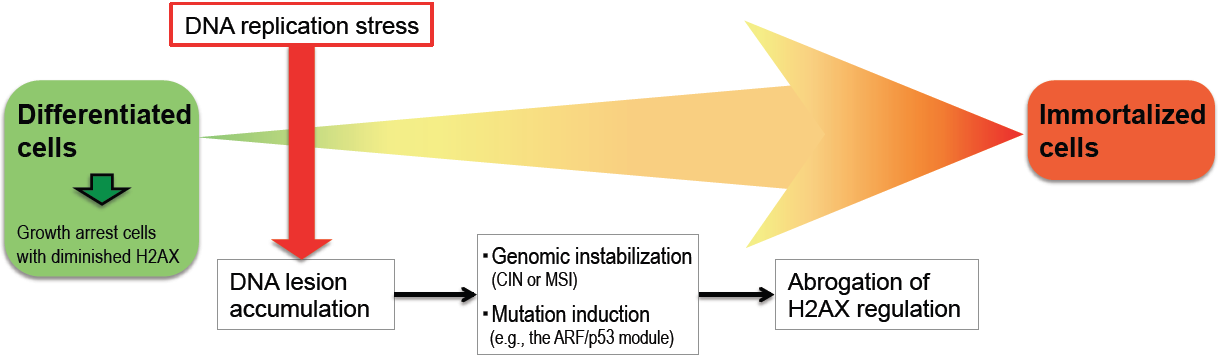 DNA replication stress
Differentiated
cells
Growth arrest cells
with diminished H2AX
Immortalized
cells
DNA lesion
accumulation
・Genomic instabilization
(CIN or MSI)
・Mutation induction
(e.g., the ARF/p53 module)
Abrogation of
H2AX regulation